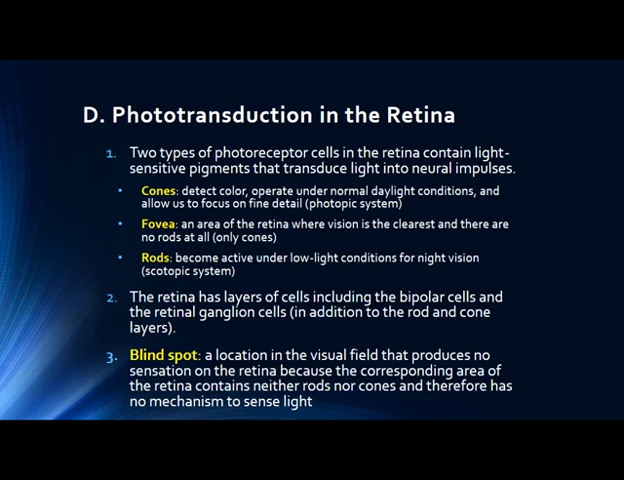 D. Phototransduction in the Retina
1. Two types of photoreceptor cells in the retina contain light-
sensitive pigments that transduce light into neural impulses.
• Cones: detect color, operate under normal daylight conditions, and
allow us to focus on fine detail (photopic system)
• Fovea: an area of the retina where vision is the clearest and there are
no rods at all (only cones)
• Rods: become active under low-light conditions for night vision
(scotopic system)
2. The retina has layers of cells including the bipolar cells and
the retinal ganglion cells (in addition to the rod and cone
layers).
3. Blind spot: a location in the visual field that produces no
sensation on the retina because the corresponding area of
the retina contains neither rods nor cones and therefore has
no mechanism to sense light